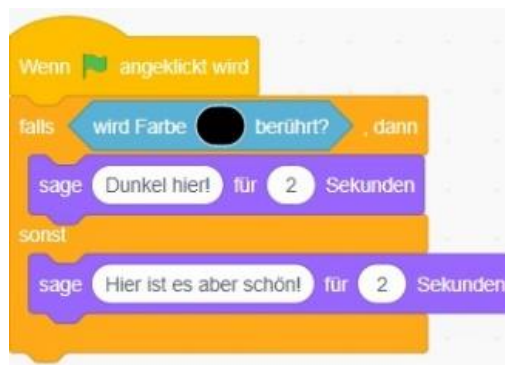 Wenn angeklickt wird
falls wird Farbe berührt? , dann
sage Dunkel hier! für 2 Sekunden
sonst
sage Hier ist es aber schön! für 2 Sekunden